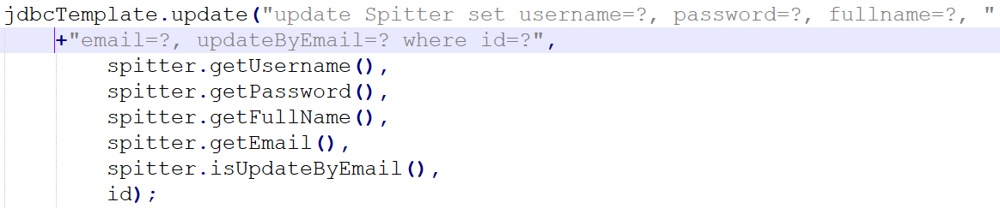 jdbcTemplate.update("update Spitter set username=?, password=?, fullname=?, "
+"email=?, updateByEmail=? where id=?",
spitter.getUsername(),
spitter.getPassword(),
spitter.getFullName(),
spitter.getEmail(),
spitter.isUpdateByEmail(),
id);